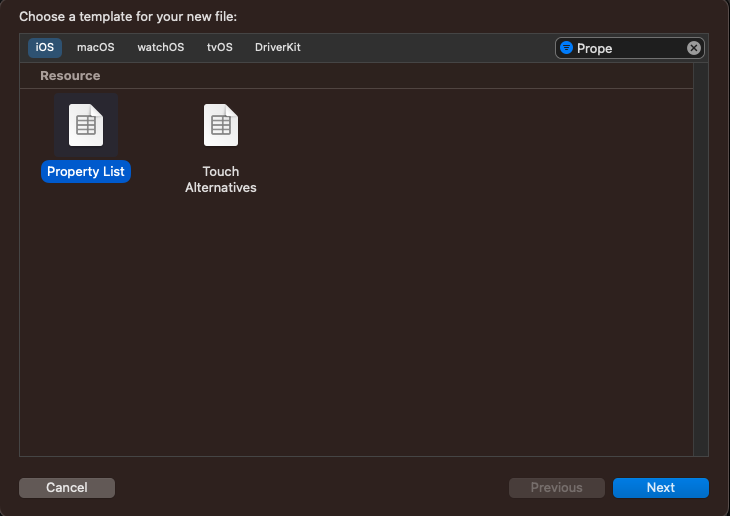 Choose a template for your new file:
iOS macOS watchOS tvOS DriverKit Prope
Resource
Property List
Touch
Alternatives
Cancel Previous Next